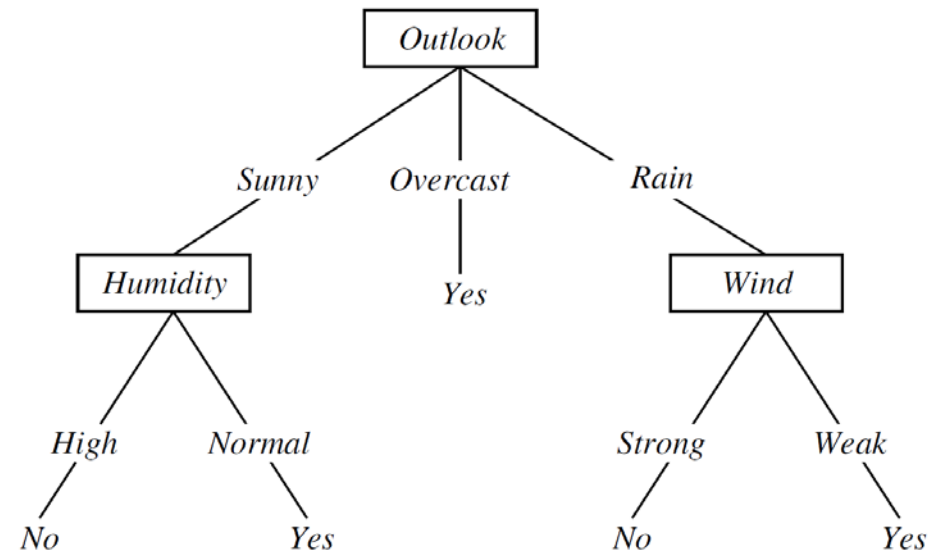 Outlook
Sunny Overcast Rain
Humidity Yes Wind
High Normal Strong Weak
No Yes No Yes